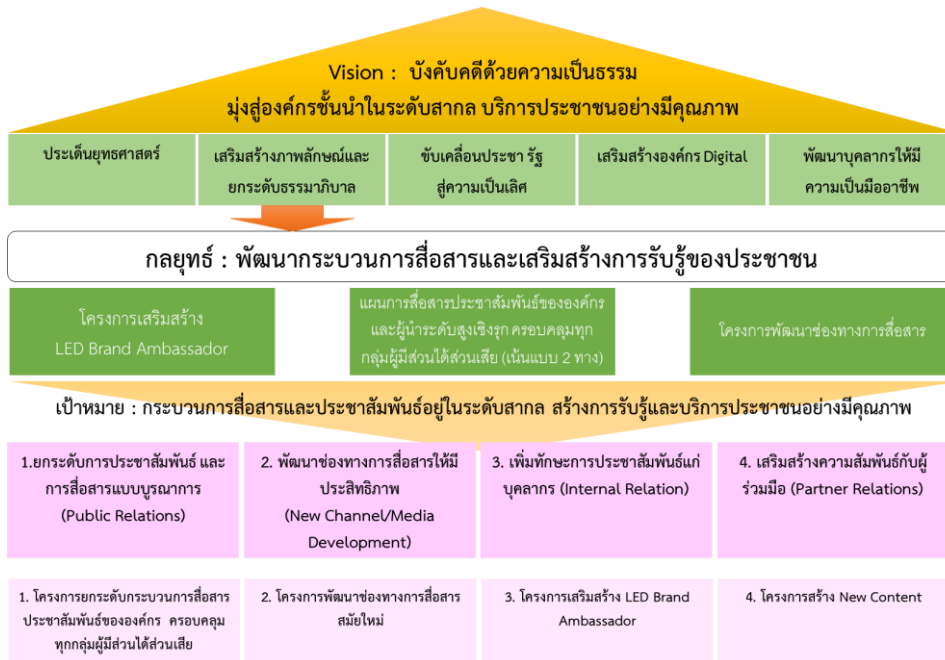 Vision : บังคับคดีด้วยความเป็นธรรม
มุ่งสู่องค์กรชั้นนำในระดับสากล บริการประชาชนอย่างมีคุณภาพ
ประเด็นยุทธศาสตร์
เสริมสร้างภาพลักษณ์และ
ยกระดับธรรมาภิบาล
ขับเคลื่อนประชา รัฐ
สู่ความเป็นเลิศ
เสริมสร้างองค์กร Digital
พัฒนาบุคลากรให้มี
ความเป็นมืออาชีพ
กลยุทธ์ : พัฒนากระบวนการสื่อสารและเสริมสร้างการรับรู้ของประชาชน
โครงการเสริมสร้าง
LED Brand Ambassador
แผนการสื่อสารประชาสัมพันธ์ขององค์กร
และผู้นำระดับสูงเชิงรุก ครอบคลุมทุก
กลุ่มผู้มีส่วนได้ส่วนเสีย (เน้นแบบ 2 ทาง)
โครงการพัฒนาช่องทางการสื่อสาร
เป้าหมาย : กระบวนการสื่อสารและประชาสัมพันธ์อยู่ในระดับสากล สร้างการรับรู้และบริการประชาชนอย่างมีคุณภาพ
1.ยกระดับการประชาสัมพันธ์ และ
การสื่อสารแบบบูรณาการ
(Public Relations)
2. พัฒนาช่องทางการสื่อสารให้มี
ประสิทธิภาพ
(New Channel/Media
Development)
3. เพิ่มทักษะการประชาสัมพันธ์แก่
บุคลากร (Internal Relation)
4. เสริมสร้างความสัมพันธ์กับผู้
ร่วมมือ (Partner Relations)
1. โครงการยกระดับกระบวนการสื่อสาร
ประชาสัมพันธ์ขององค์กร ครอบคลุม
ทุกกลุ่มผู้มีส่วนได้ส่วนเสีย
2. โครงการพัฒนาช่องทางการสื่อสาร
สมัยใหม่
3. โครงการเสริมสร้าง LED Brand
Ambassador
4. โครงการสร้าง New Content